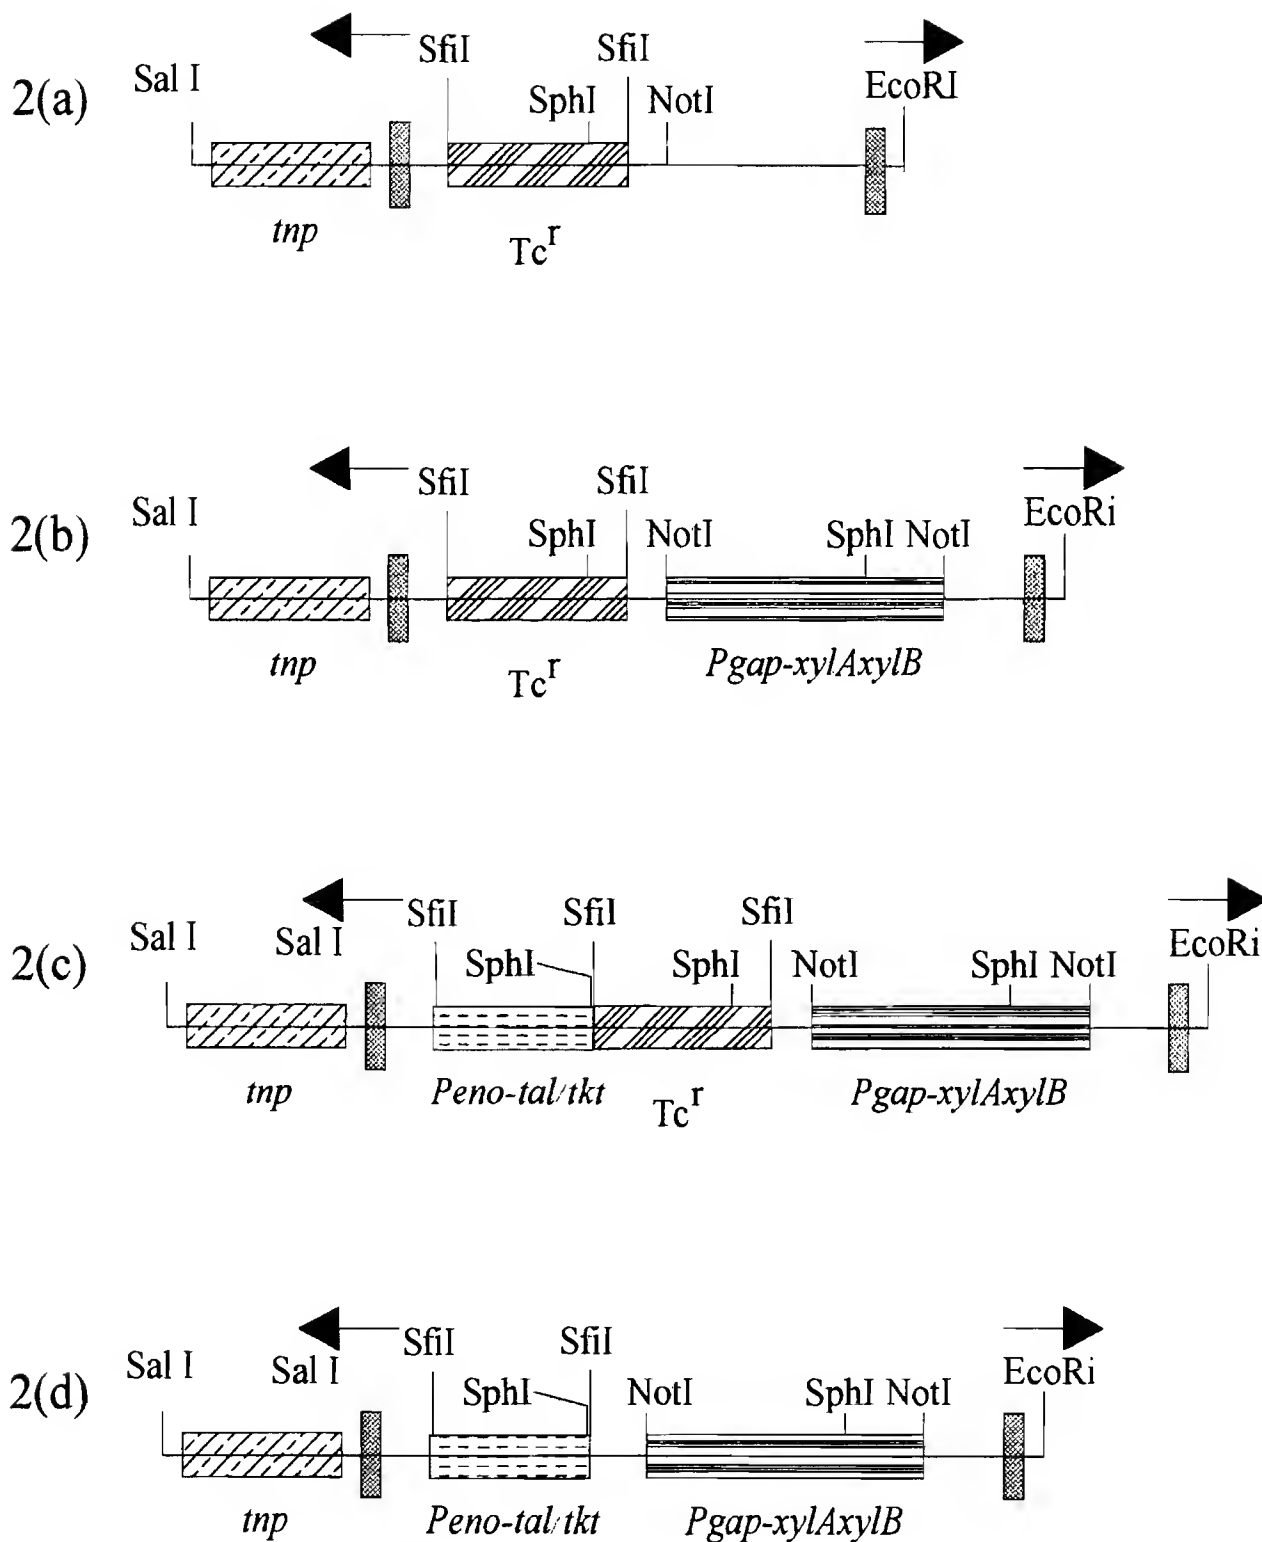 2(a)
Sal I
SfiI
SfiI
SphI
NotI
EcoRI
tnp
Tc^r
2(b)
Sal I
SfiI
SfiI
SphI
NotI
SphI NotI
EcoRi
tnp
Tc^r
Pgap-xylAxylB
2(c)
Sal I
Sal I
SfiI
SfiI
SfiI
SphI
SphI
NotI
SphI NotI
EcoRi
tnp
Peno-tal/tkt
Tc^r
Pgap-xylAxylB
2(d)
Sal I
Sal I
SfiI
SfiI
SphI
NotI
SphI NotI
EcoRi
tnp
Peno-tal/tkt
Pgap-xylAxylB